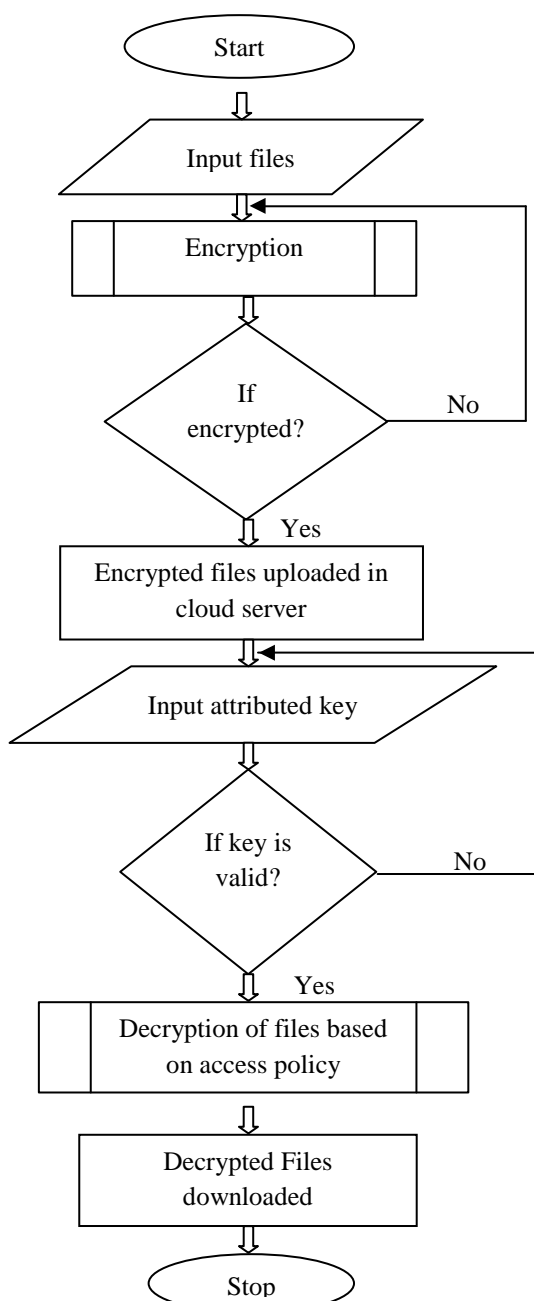 Start
Input files
Encryption
If
encrypted?
No
Yes
Encrypted files uploaded in
cloud server
Input attributed key
If key is
valid?
No
Yes
Decryption of files based
on access policy
Decrypted Files
downloaded
Stop